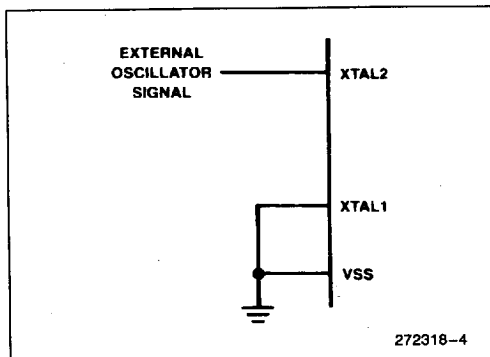 EXTERNAL
OSCILLATOR
SIGNAL
XTAL2
XTAL1
VSS
272318-4